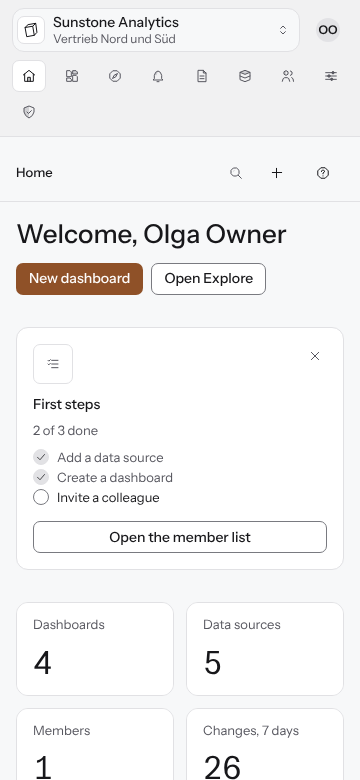 Sunstone Analytics
Vertrieb Nord und Süd
OO
Home
Welcome, Olga Owner
New dashboard
Open Explore
First steps
2 of 3 done
Add a data source
Create a dashboard
Invite a colleague
Open the member list
Dashboards
4
Data sources
5
Members
1
Changes, 7 days
26